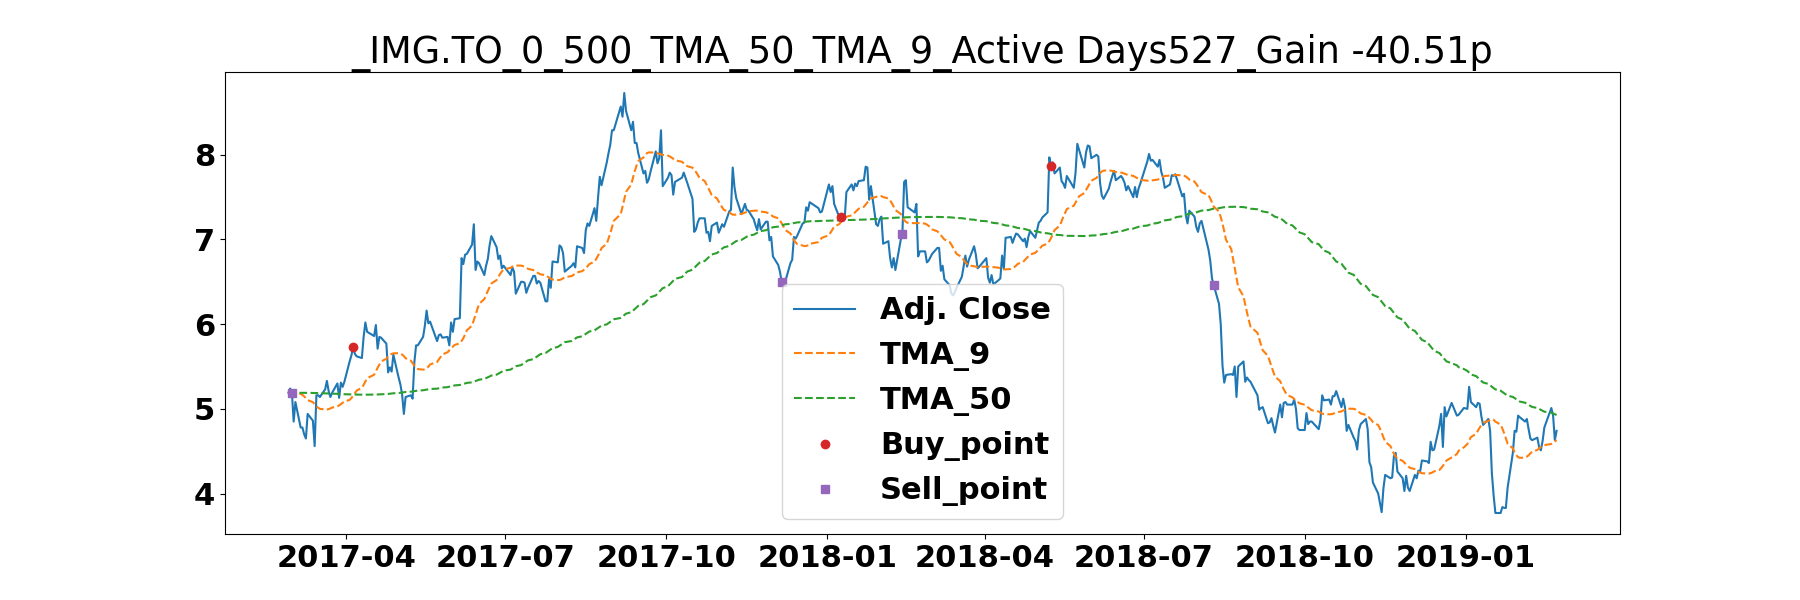 _IMG.TO_0_500_TMA_50_TMA_9_Active Days527_Gain -40.51p
8
7
6
5
4
Adj. Close
TMA_9
TMA_50
Buy_point
Sell_point
2017-04 2017-07 2017-10 2018-01 2018-04 2018-07 2018-10 2019-01